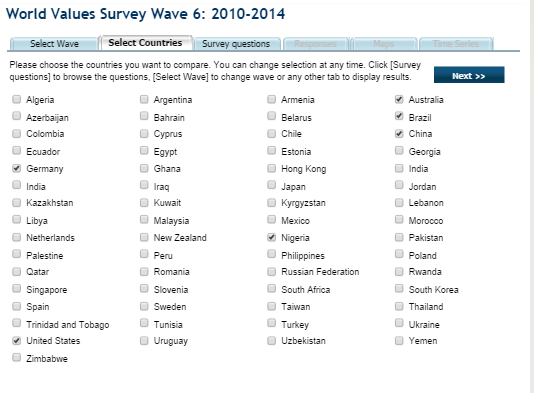 World Values Survey Wave 6: 2010-2014
Select Wave Select Countries Survey questions Responses Maps Time Series
Please choose the countries you want to compare. You can change selection at any time. Click [Survey
questions] to browse the questions, [Select Wave] to change wave or any other tab to display results.
Next >>
Algeria Argentina Armenia Australia
Azerbaijan Bahrain Belarus Brazil
Colombia Cyprus Chile China
Ecuador Egypt Estonia Georgia
Germany Ghana Hong Kong India
India Iraq Japan Jordan
Kazakhstan Kuwait Kyrgyzstan Lebanon
Libya Malaysia Mexico Morocco
Netherlands New Zealand Nigeria Pakistan
Palestine Peru Philippines Poland
Qatar Romania Russian Federation Rwanda
Singapore Slovenia South Africa South Korea
Spain Sweden Taiwan Thailand
Trinidad and Tobago Tunisia Turkey Ukraine
United States Uruguay Uzbekistan Yemen
Zimbabwe